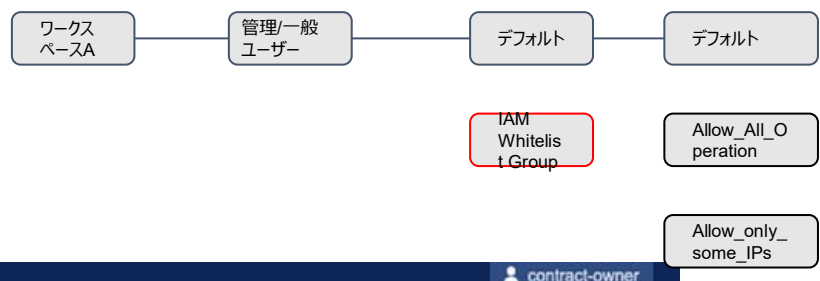 ワークス
ペースA
管理/一般
ユーザー
デフォルト
デフォルト
IAM
Whitelis
t Group
Allow_All_O
peration
Allow_only_
some_IPs
contract-owner